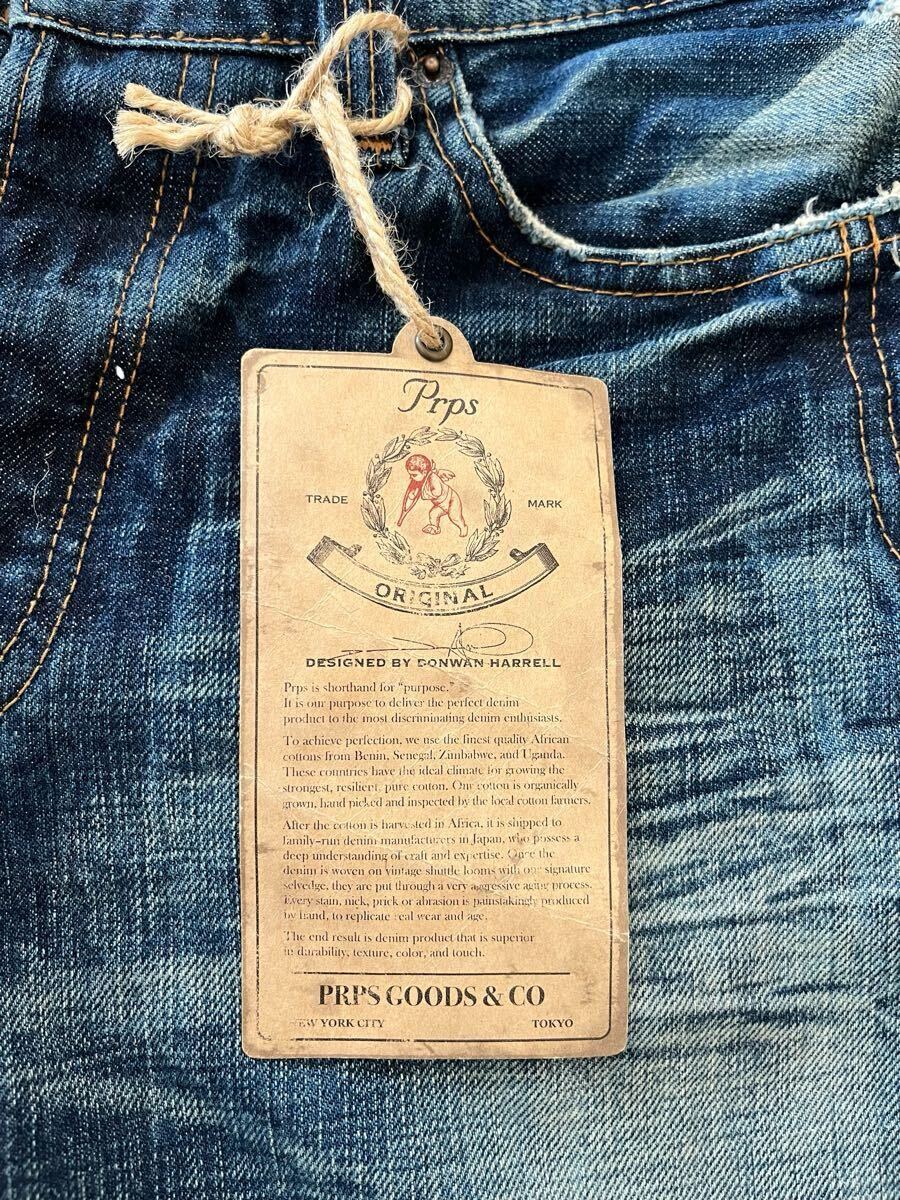 Prps
TRADE MARK
ORIGINAL
DESIGNED BY DONWAN HARRELL
Prps is shorthand for “purpose.”
It is our purpose to deliver the perfect denim
product to the most discriminating denim enthusiasts.
To achieve perfection, we use the finest quality African
cottons from Benin, Senegal, Zimbabwe, and Uganda.
These countries have the ideal climate for growing the
strongest, resilient, pure cotton. Our cotton is organically
grown, hand picked and inspected by the local cotton farmers.
After the cotton is harvested in Africa, it is shipped to
family-run denim manufacturers in Japan, who possess a
deep understanding of craft and expertise. Once the
denim is woven on vintage shuttle looms with our signature
selvedge, they are put through a very aggressive aging process.
Every stain, nick, prick or abrasion is painstakingly produced
by hand, to replicate real wear and age.
The end result is denim product that is superior
in durability, texture, color, and touch.
PRPS GOODS & CO
NEW YORK CITY TOKYO